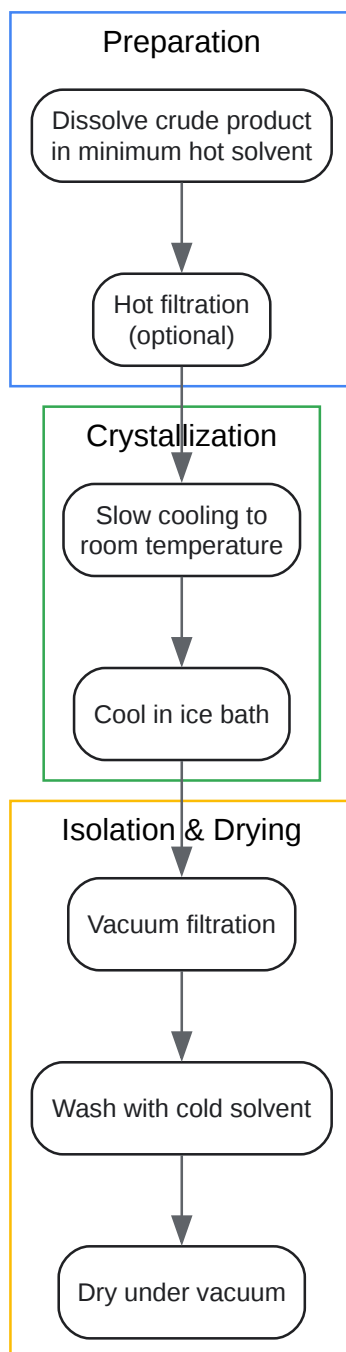 Preparation
Dissolve crude product
in minimum hot solvent
Hot filtration
(optional)
Crystallization
Slow cooling to
room temperature
Cool in ice bath
Isolation & Drying
Vacuum filtration
Wash with cold solvent
Dry under vacuum